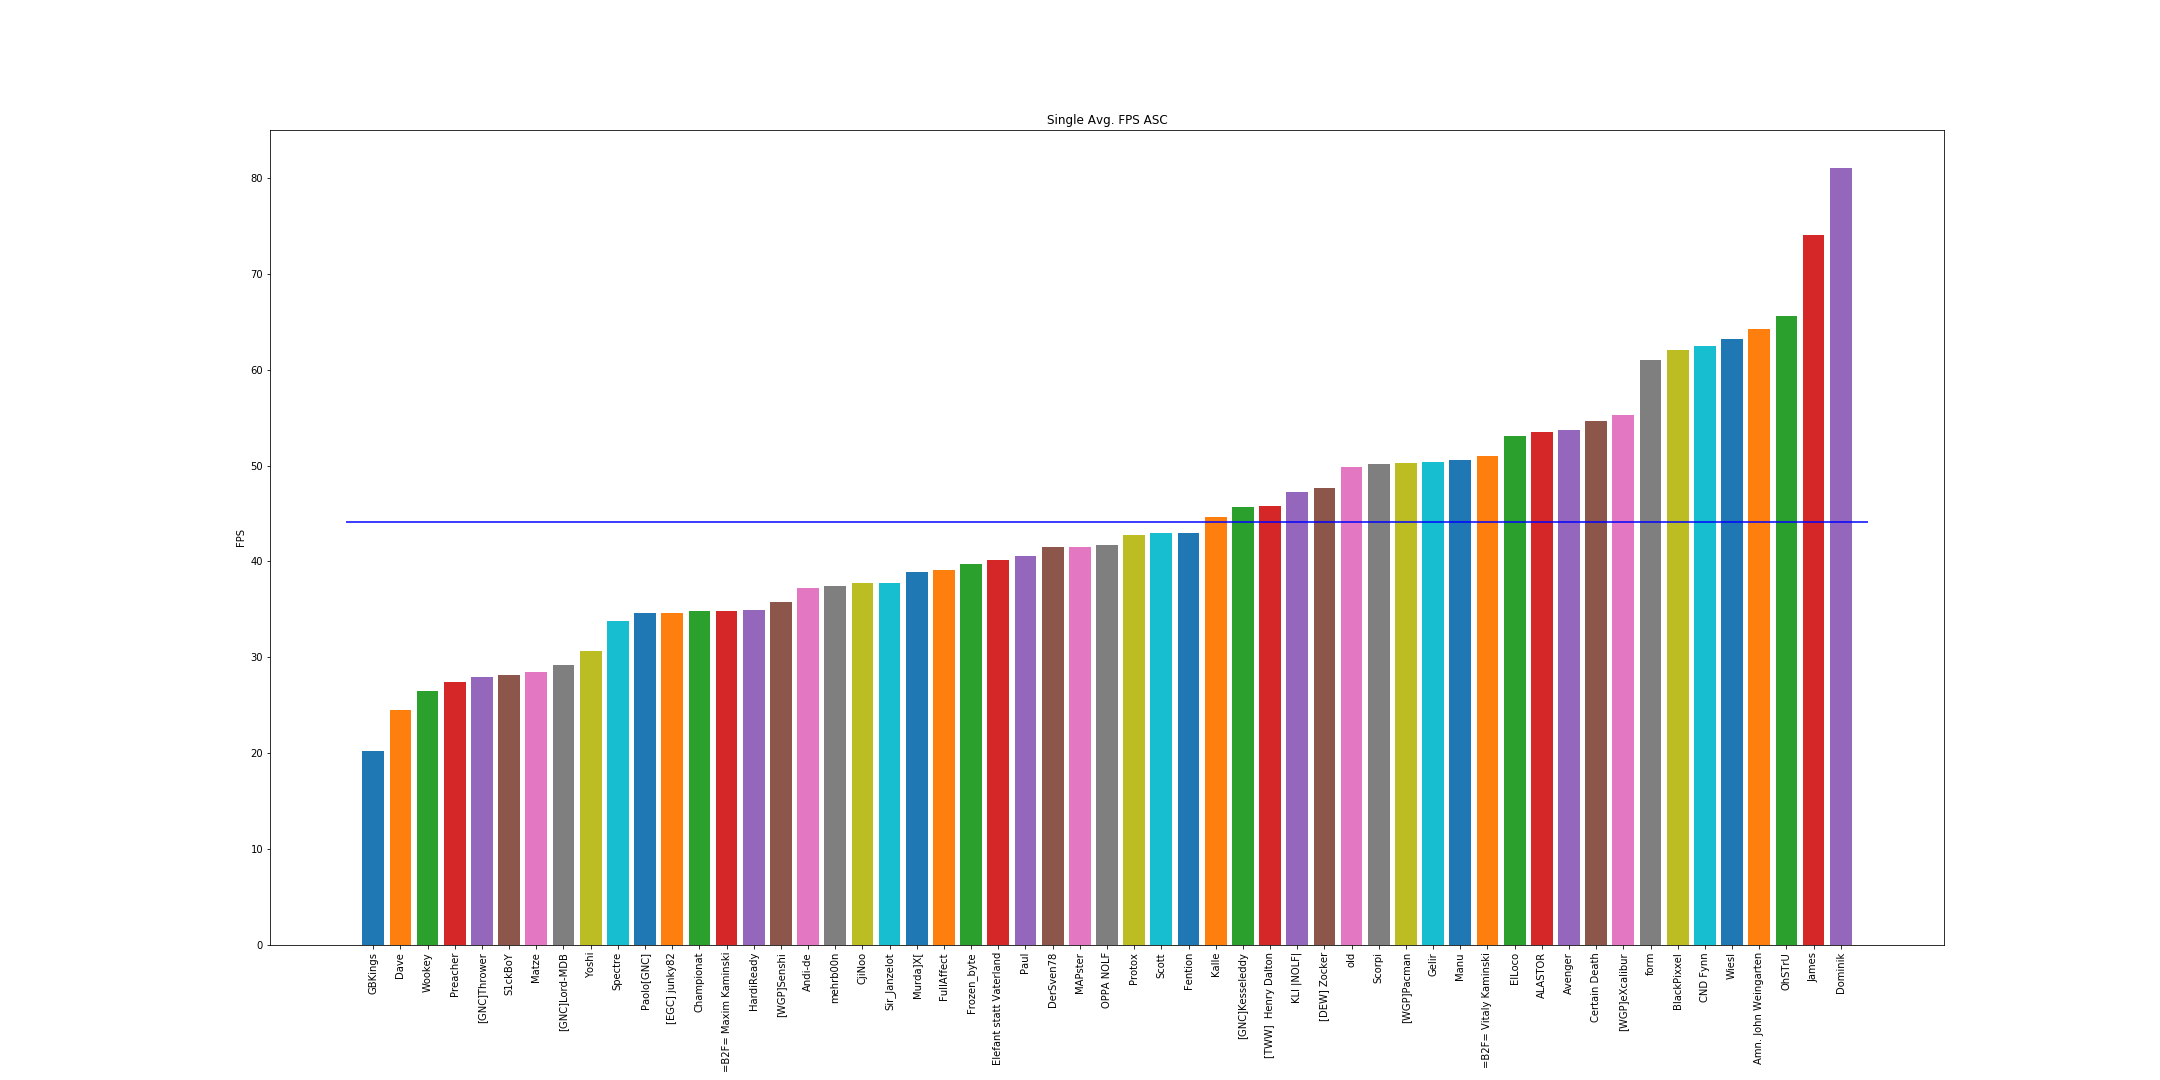 Single Avg. FPS ASC
FPS
80
70
60
50
40
30
20
10
0
GBKings
Dave
Wookey
Preacher
[GNC]Thrower
S1ckBoY
Matze
[GNC]Lord-MDB
Yoshi
Spectre
Paolo[GNC]
[EGC] junky82
Championat
=B2F= Maxim Kaminski
HardiReady
[WGP]Senshi
Andi-de
mehrb00n
CjiNoo
Sir_Janzelot
Murda]X[
FullAffect
Frozen_byte
Elefant statt Vaterland
Paul
DerSven78
MAPster
OPPA NOLF
Protox
Scott
Fention
Kalle
[GNC]Kesseleddy
[TWW]  Henry Dalton
KLI |NOLF|
[DEW] Zocker
old
Scorpi
[WGP]Pacman
Gelir
Manu
=B2F= Vitaly Kaminski
ElLoco
ALASTOR
Avenger
Certain Death
[WGP]eXcalibur
form
BlackPixxel
CND Fynn
Wiesl
Amn. John Weingarten
OhSTrU
James
Dominik